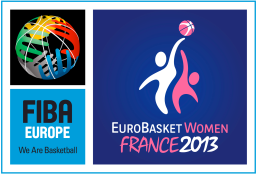 FIBA
EUROPE
We Are Basketball
EUROBASKET WOMEN
FRANCE 2013